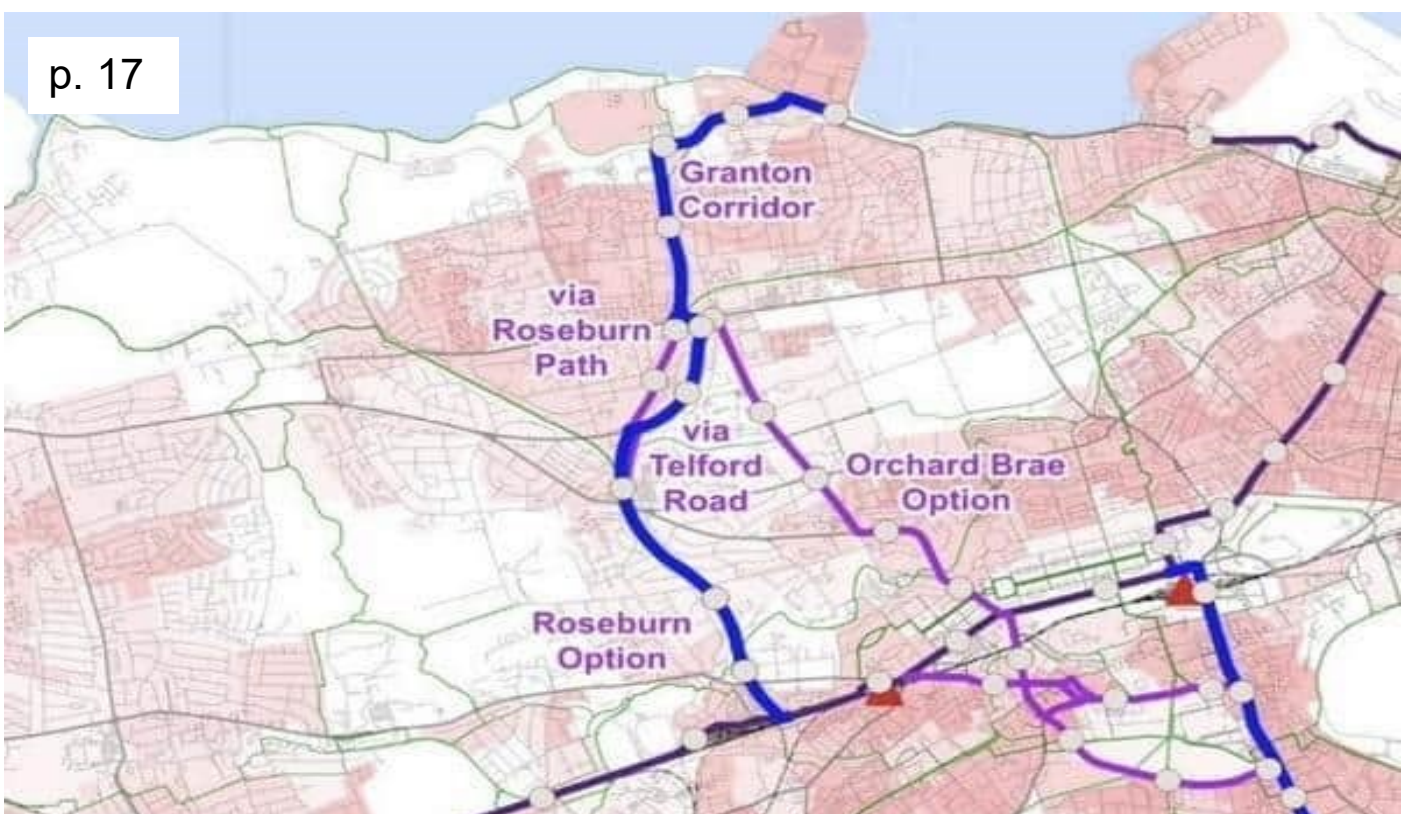 p. 17
Granton
Corridor
via
Roseburn
Path
via
Telford
Road
Orchard Brae
Option
Roseburn
Option